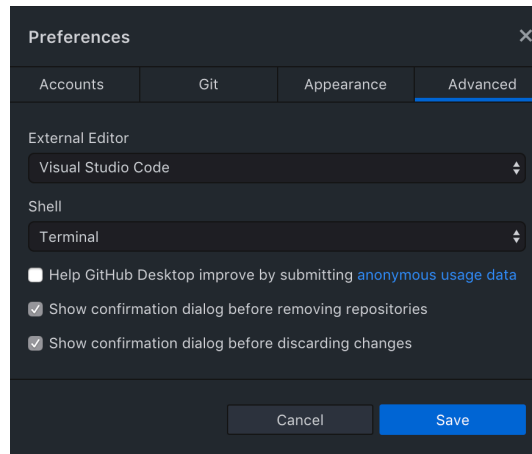 Preferences
Accounts
Git
Appearance
Advanced
External Editor
Visual Studio Code
Shell
Terminal
Help GitHub Desktop improve by submitting anonymous usage data
Show confirmation dialog before removing repositories
Show confirmation dialog before discarding changes
Cancel
Save